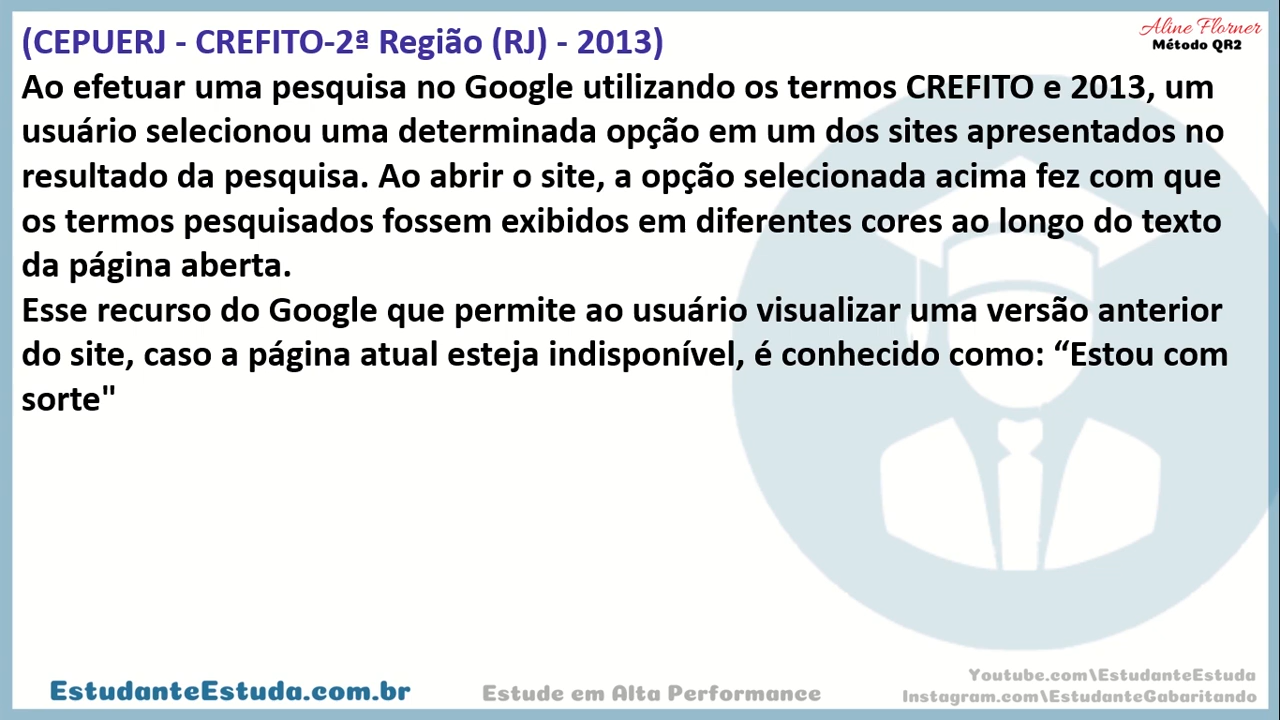 (CEPUERJ - CREFITO-2ª Região (RJ) - 2013)
Aline Florner
Método QR2
Ao efetuar uma pesquisa no Google utilizando os termos CREFITO e 2013, um
usuário selecionou uma determinada opção em um dos sites apresentados no
resultado da pesquisa. Ao abrir o site, a opção selecionada acima fez com que
os termos pesquisados fossem exibidos em diferentes cores ao longo do texto
da página aberta.
Esse recurso do Google que permite ao usuário visualizar uma versão anterior
do site, caso a página atual esteja indisponível, é conhecido como: “Estou com
sorte"
EstudanteEstuda.com.br
Estude em Alta Performance
Youtube.com\EstudanteEstuda
Instagram.com\EstudanteGabaritando